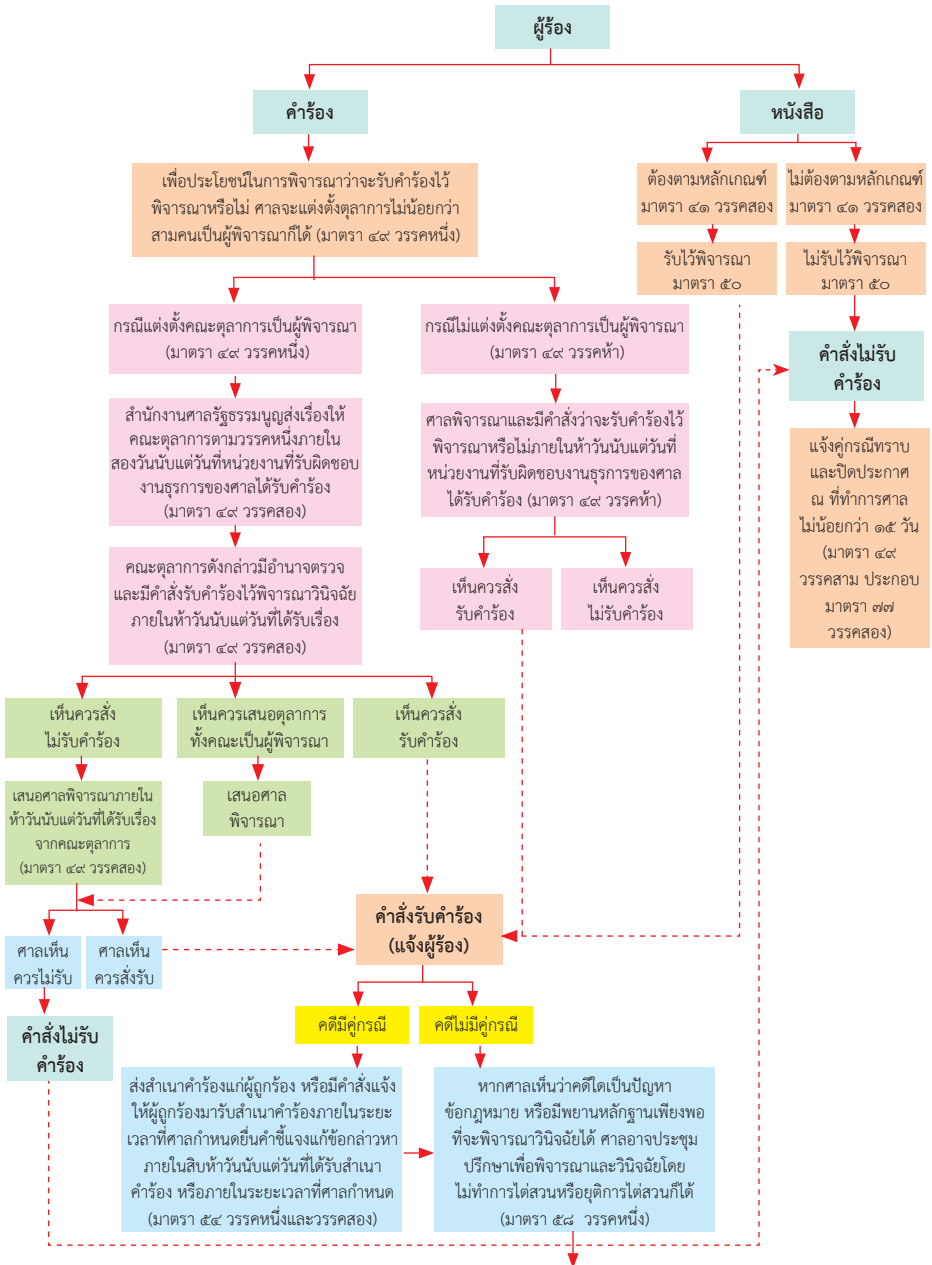 ผู้ร้อง
คำร้อง
หนังสือ
เพื่อประโยชน์ในการพิจารณาว่าจะรับคำร้องไว้
พิจารณาหรือไม่ ศาลจะแต่งตั้งตุลาการไม่น้อยกว่า
สามคนเป็นผู้พิจารณาก็ได้ (มาตรา ๔๙ วรรคหนึ่ง)
ต้องตามหลักเกณฑ์
มาตรา ๔๑ วรรคสอง
ไม่ต้องตามหลักเกณฑ์
มาตรา ๔๑ วรรคสอง
รับไว้พิจารณา
มาตรา ๕๐
ไม่รับไว้พิจารณา
มาตรา ๕๐
กรณีแต่งตั้งคณะตุลาการเป็นผู้พิจารณา
(มาตรา ๔๙ วรรคหนึ่ง)
กรณีไม่แต่งตั้งคณะตุลาการเป็นผู้พิจารณา
(มาตรา ๔๙ วรรคห้า)
คำสั่งไม่รับ
คำร้อง
สำนักงานศาลรัฐธรรมนูญส่งเรื่องให้
คณะตุลาการตามวรรคหนึ่งภายใน
สองวันนับแต่วันที่หน่วยงานที่รับผิดชอบ
งานธุรการของศาลได้รับคำร้อง
(มาตรา ๔๙ วรรคสอง)
ศาลพิจารณาและมีคำสั่งว่าจะรับคำร้องไว้
พิจารณาหรือไม่ภายในห้าวันนับแต่วันที่
หน่วยงานที่รับผิดชอบงานธุรการของศาล
ได้รับคำร้อง (มาตรา ๔๙ วรรคห้า)
แจ้งคู่กรณีทราบ
และปิดประกาศ
ณ ที่ทำการศาล
ไม่น้อยกว่า ๑๕ วัน
(มาตรา ๔๙
วรรคสาม ประกอบ
มาตรา ๗๗
วรรคสอง)
คณะตุลาการดังกล่าวมีอำนาจตรวจ
และมีคำสั่งรับคำร้องไว้พิจารณาวินิจฉัย
ภายในห้าวันนับแต่วันที่ได้รับเรื่อง
(มาตรา ๔๙ วรรคสอง)
เห็นควรสั่ง
รับคำร้อง
เห็นควรสั่ง
ไม่รับคำร้อง
เห็นควรสั่ง
ไม่รับคำร้อง
เห็นควรเสนอตุลาการ
ทั้งคณะเป็นผู้พิจารณา
เห็นควรสั่ง
รับคำร้อง
เสนอศาลพิจารณาภายใน
ห้าวันนับแต่วันที่ได้รับเรื่อง
จากคณะตุลาการ
(มาตรา ๔๙ วรรคสอง)
เสนอศาล
พิจารณา
คำสั่งรับคำร้อง
(แจ้งผู้ร้อง)
ศาลเห็น
ควรไม่รับ
ศาลเห็น
ควรสั่งรับ
คำสั่งไม่รับ
คำร้อง
คดีมีคู่กรณี
คดีไม่มีคู่กรณี
ส่งสำเนาคำร้องแก่ผู้ถูกร้อง หรือมีคำสั่งแจ้ง
ให้ผู้ถูกร้องมารับสำเนาคำร้องภายในระยะ
เวลาที่ศาลกำหนดยื่นคำชี้แจงแก้ข้อกล่าวหา
ภายในสิบห้าวันนับแต่วันที่ได้รับสำเนา
คำร้อง หรือภายในระยะเวลาที่ศาลกำหนด
(มาตรา ๕๔ วรรคหนึ่งและวรรคสอง)
หากศาลเห็นว่าคดีใดเป็นปัญหา
ข้อกฎหมาย หรือมีพยานหลักฐานเพียงพอ
ที่จะพิจารณาวินิจฉัยได้ ศาลอาจประชุม
ปรึกษาเพื่อพิจารณาและวินิจฉัยโดย
ไม่ทำการไต่สวนหรือยุติการไต่สวนก็ได้
(มาตรา ๕๘ วรรคหนึ่ง)